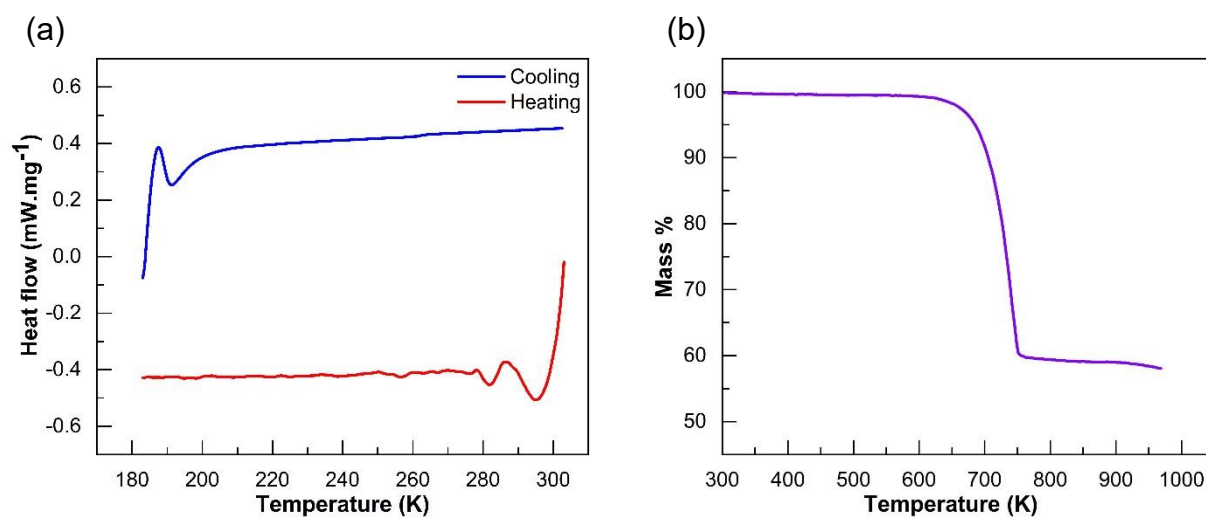 (a)
(b)
Cooling
Heating
0.6
0.4
0.2
0.0
-0.2
-0.4
-0.6
Heat flow (mW.mg-1)
180 200 220 240 260 280 300
Temperature (K)
100
90
80
70
60
50
Mass %
300 400 500 600 700 800 900 1000
Temperature (K)